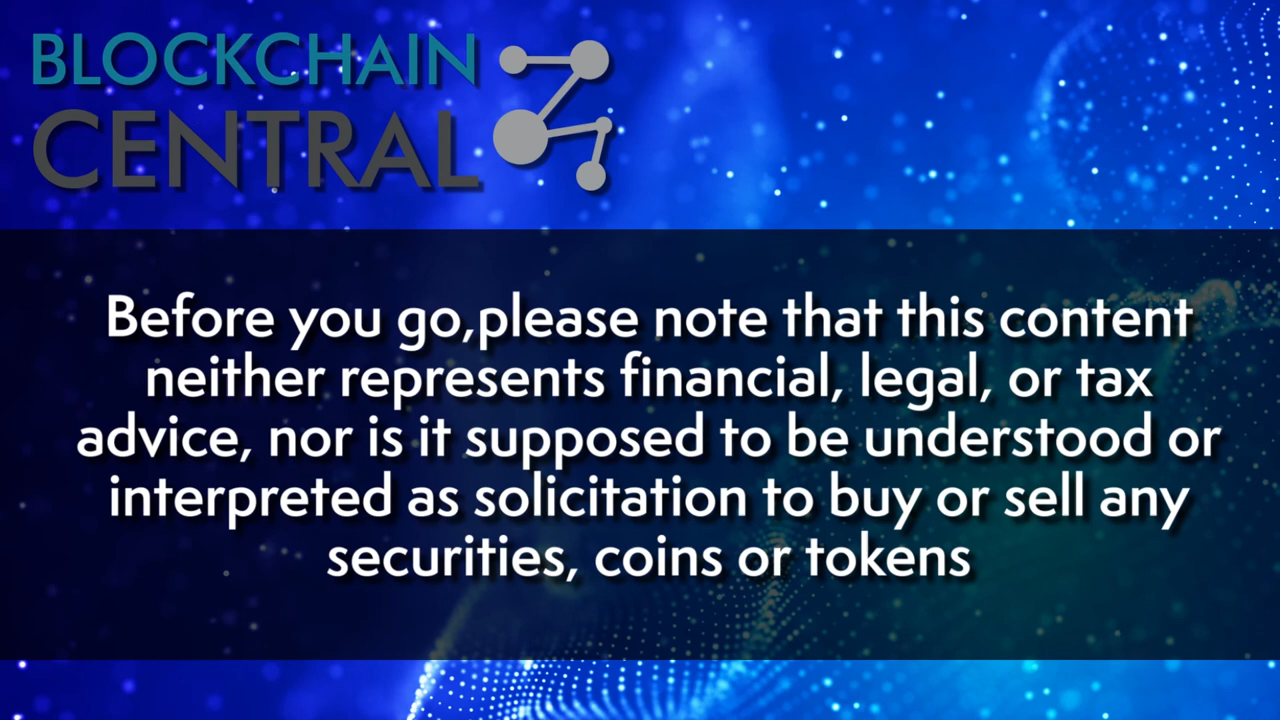 BLOCKCHAIN
CENTRAL
Before you go,please note that this content
neither represents financial, legal, or tax
advice, nor is it supposed to be understood or
interpreted as solicitation to buy or sell any
securities, coins or tokens